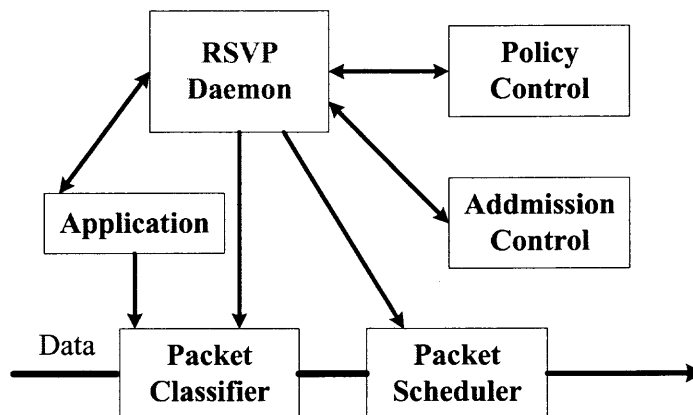 RSVP
Daemon
Policy
Control
Application
Addmission
Control
Data
Packet
Classifier
Packet
Scheduler